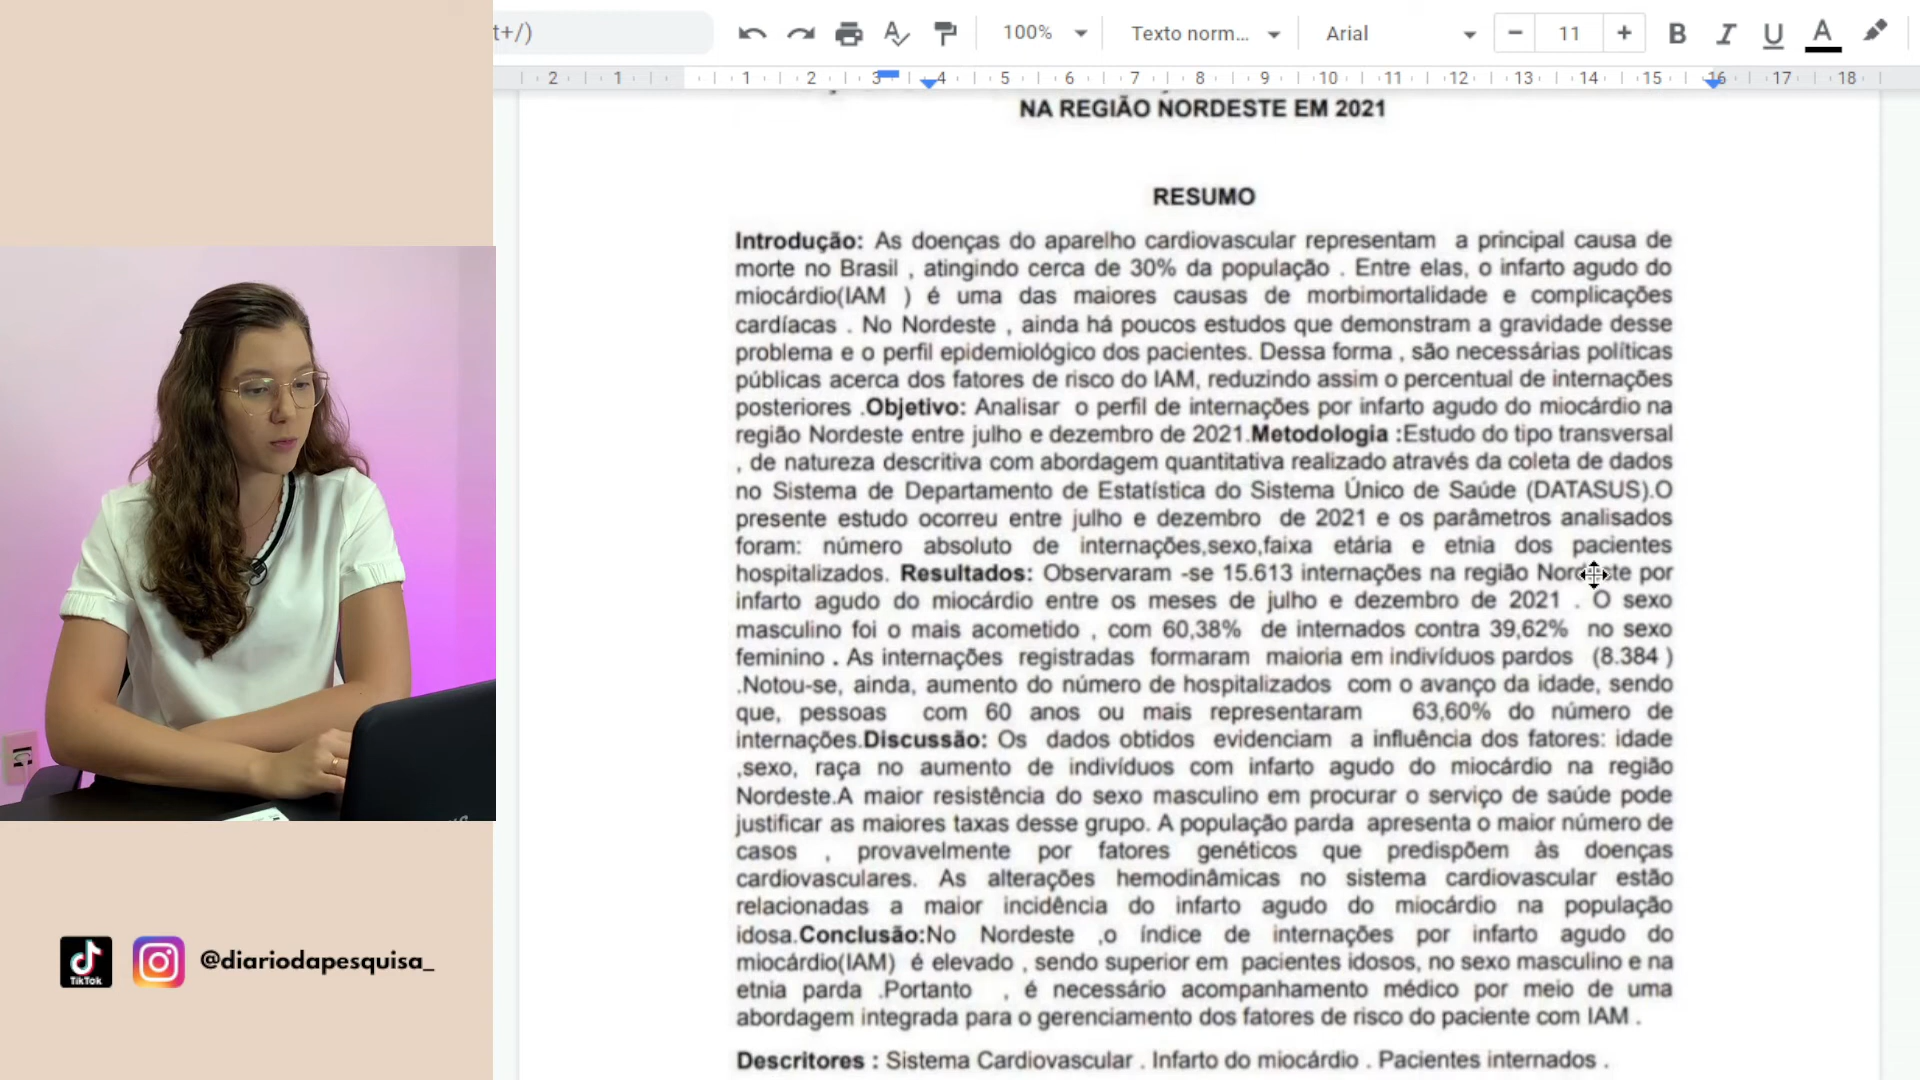 t+/)
100%
Texto norm...
Arial
11
B I U A
2 1 1 2 3 4 5 6 7 8 9 10 11 12 13 14 15 16 17 18
NA REGIÃO NORDESTE EM 2021
RESUMO
Introdução: As doenças do aparelho cardiovascular representam a principal causa de
morte no Brasil , atingindo cerca de 30% da população . Entre elas, o infarto agudo do
miocárdio(IAM ) é uma das maiores causas de morbimortalidade e complicações
cardíacas . No Nordeste , ainda há poucos estudos que demonstram a gravidade desse
problema e o perfil epidemiológico dos pacientes. Dessa forma , são necessárias políticas
públicas acerca dos fatores de risco do IAM, reduzindo assim o percentual de internações
posteriores .Objetivo: Analisar o perfil de internações por infarto agudo do miocárdio na
região Nordeste entre julho e dezembro de 2021.Metodologia :Estudo do tipo transversal
, de natureza descritiva com abordagem quantitativa realizado através da coleta de dados
no Sistema de Departamento de Estatística do Sistema Único de Saúde (DATASUS).O
presente estudo ocorreu entre julho e dezembro de 2021 e os parâmetros analisados
foram: número absoluto de internações,sexo,faixa etária e etnia dos pacientes
hospitalizados. Resultados: Observaram -se 15.613 internações na região Nordeste por
infarto agudo do miocárdio entre os meses de julho e dezembro de 2021 . O sexo
masculino foi o mais acometido , com 60,38% de internados contra 39,62% no sexo
feminino . As internações registradas formaram maioria em indivíduos pardos (8.384 )
.Notou-se, ainda, aumento do número de hospitalizados com o avanço da idade, sendo
que, pessoas com 60 anos ou mais representaram 63,60% do número de
internações.Discussão: Os dados obtidos evidenciam a influência dos fatores: idade
,sexo, raça no aumento de indivíduos com infarto agudo do miocárdio na região
Nordeste.A maior resistência do sexo masculino em procurar o serviço de saúde pode
justificar as maiores taxas desse grupo. A população parda apresenta o maior número de
casos , provavelmente por fatores genéticos que predispõem às doenças
cardiovasculares. As alterações hemodinâmicas no sistema cardiovascular estão
relacionadas a maior incidência do infarto agudo do miocárdio na população
idosa.Conclusão:No Nordeste ,o índice de internações por infarto agudo do
miocárdio(IAM) é elevado , sendo superior em pacientes idosos, no sexo masculino e na
etnia parda .Portanto , é necessário acompanhamento médico por meio de uma
abordagem integrada para o gerenciamento dos fatores de risco do paciente com IAM .
Descritores : Sistema Cardiovascular . Infarto do miocárdio . Pacientes internados .
TikTok
@diariodapesquisa_